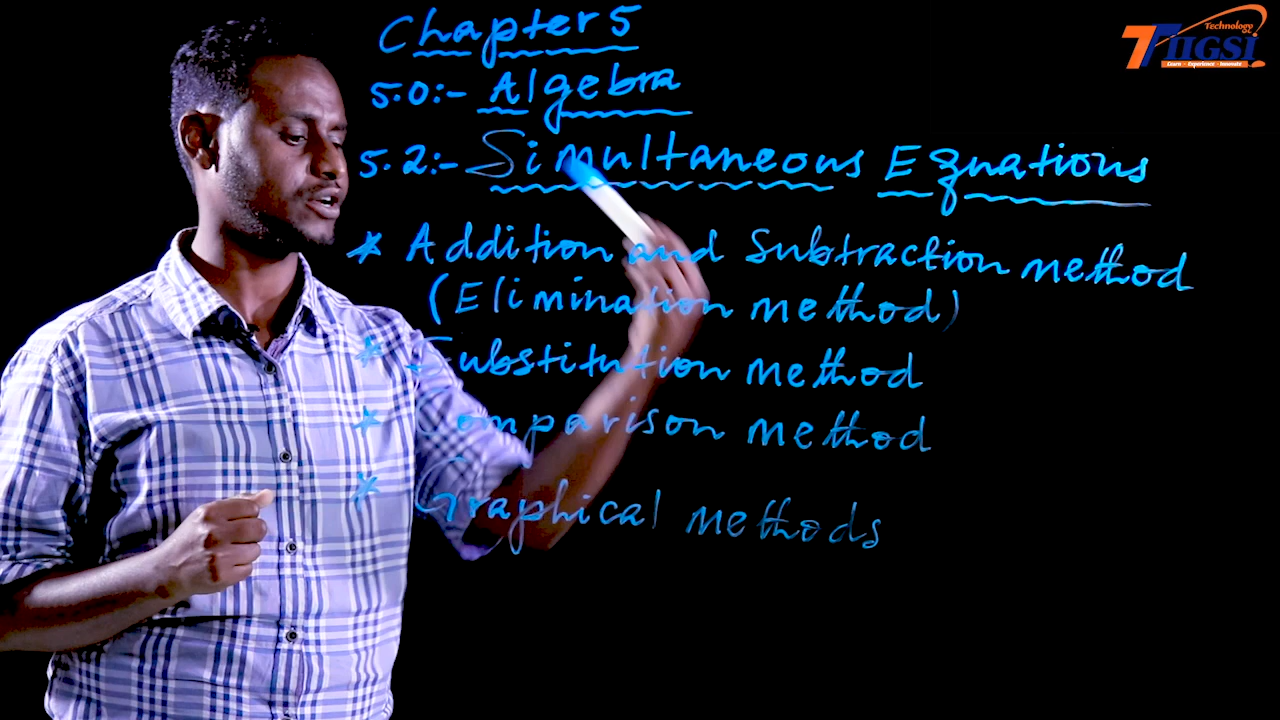 Chapter 5
5.0:- Algebra
5.2:- Simultaneous Equations
* Addition and Subtraction method
(Elimination method)
* Substitution method
* Comparison method
* Graphical methods
Technology
TIIGSI
Learn - Experience - Innovate